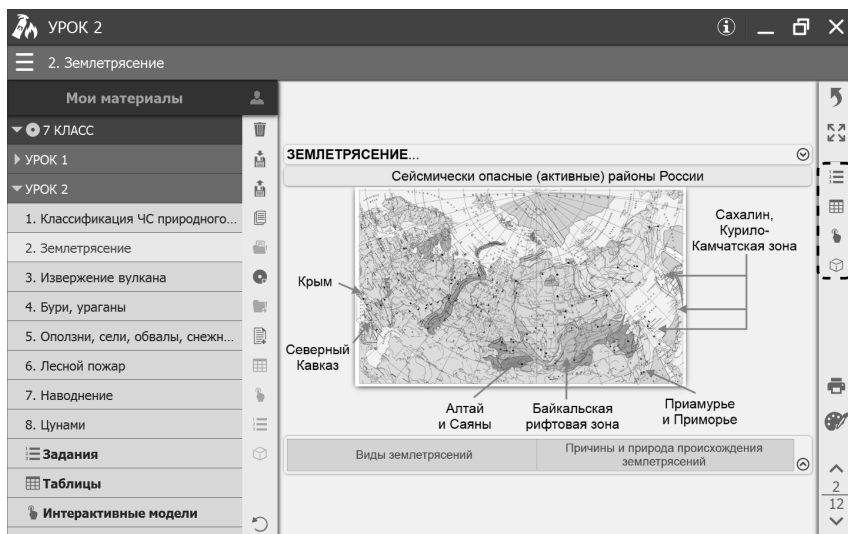 УРОК 2
2. Землетрясение
Мои материалы
7 КЛАСС
УРОК 1
УРОК 2
1. Классификация ЧС природного...
2. Землетрясение
3. Извержение вулкана
4. Бури, ураганы
5. Оползни, сели, обвалы, снежн...
6. Лесной пожар
7. Наводнение
8. Цунами
Задания
Таблицы
Интерактивные модели
ЗЕМЛЕТРЯСЕНИЕ...
Сейсмически опасные (активные) районы России
Сахалин,
Курило-
Камчатская зона
Крым
Северный
Кавказ
Алтай
и Саяны
Байкальская
рифтовая зона
Приамурье
и Приморье
Виды землетрясений
Причины и природа происхождения
землетрясений
2
12